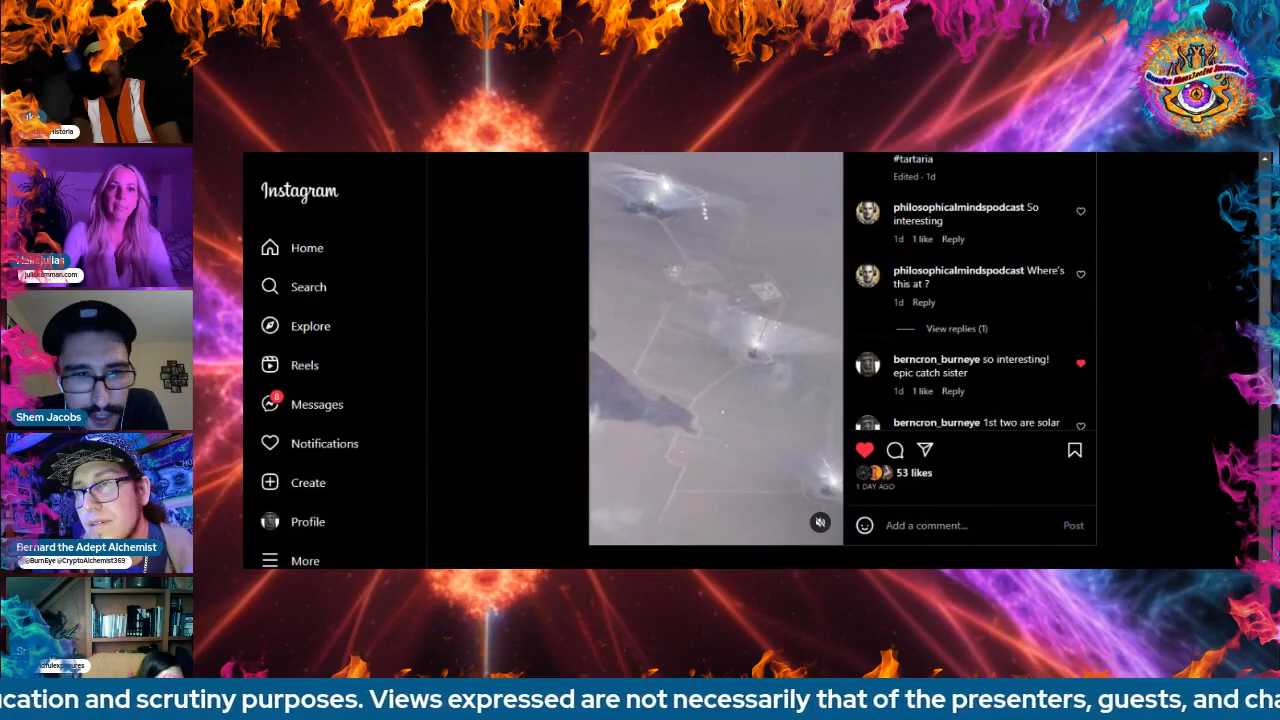 Historia
juliakamman.com
Shem Jacobs
Bernard the Adept Alchemist
@BurnEye @CryptoAlchemist369
Instagram
Home
Search
Explore
Reels
8
Messages
Notifications
Create
Profile
More
#tartaria
Edited · 1d
philosophicalmindspodcast So
interesting
1d 1 like Reply
philosophicalmindspodcast Where's
this at ?
1d Reply
View replies (1)
berncron_burneye so interesting!
epic catch sister
1d 1 like Reply
berncron_burneye 1st two are solar
53 likes
1 DAY AGO
Add a comment...
Post
ucation and scrutiny purposes. Views expressed are not necessarily that of the presenters, guests, and cha